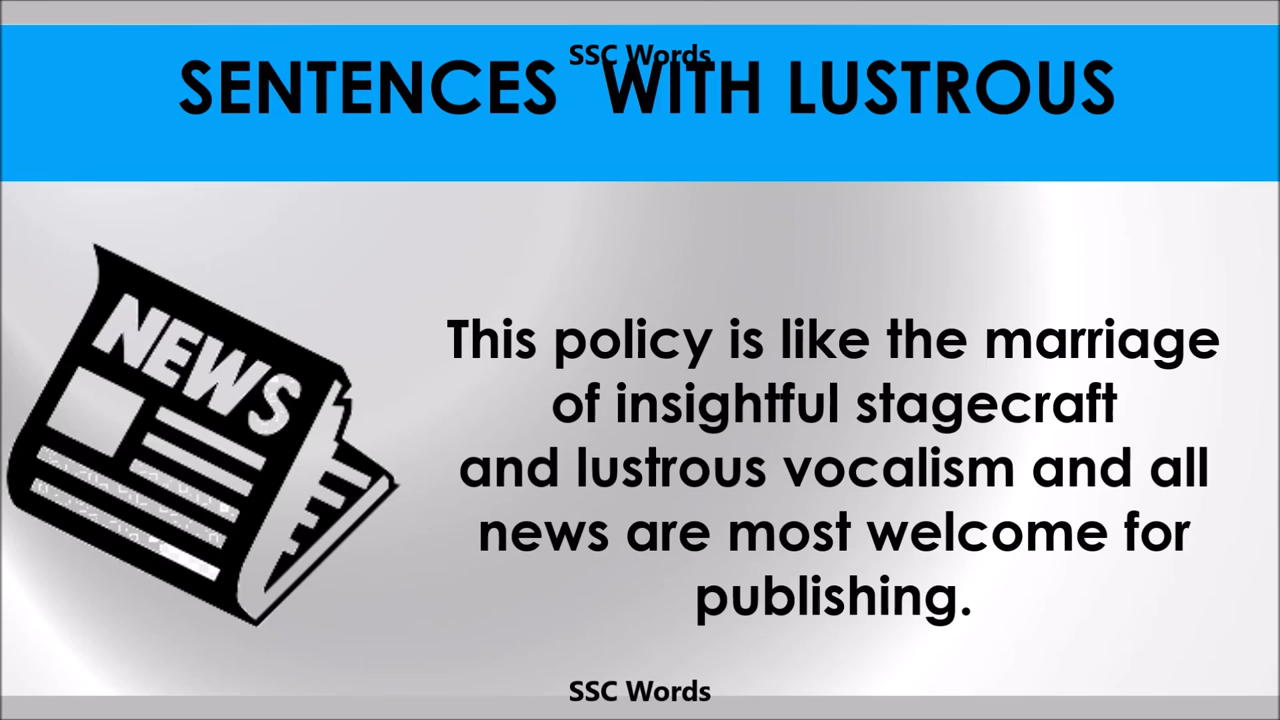 SSC Words
SENTENCES WITH LUSTROUS
NEWS
This policy is like the marriage
of insightful stagecraft
and lustrous vocalism and all
news are most welcome for
publishing.
SSC Words